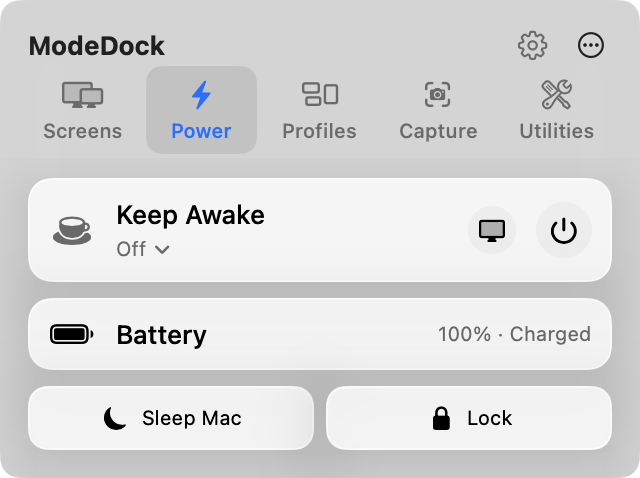 ModeDock
Screens
Power
Profiles
Capture
Utilities
Keep Awake
Off
Battery
100% · Charged
Sleep Mac
Lock